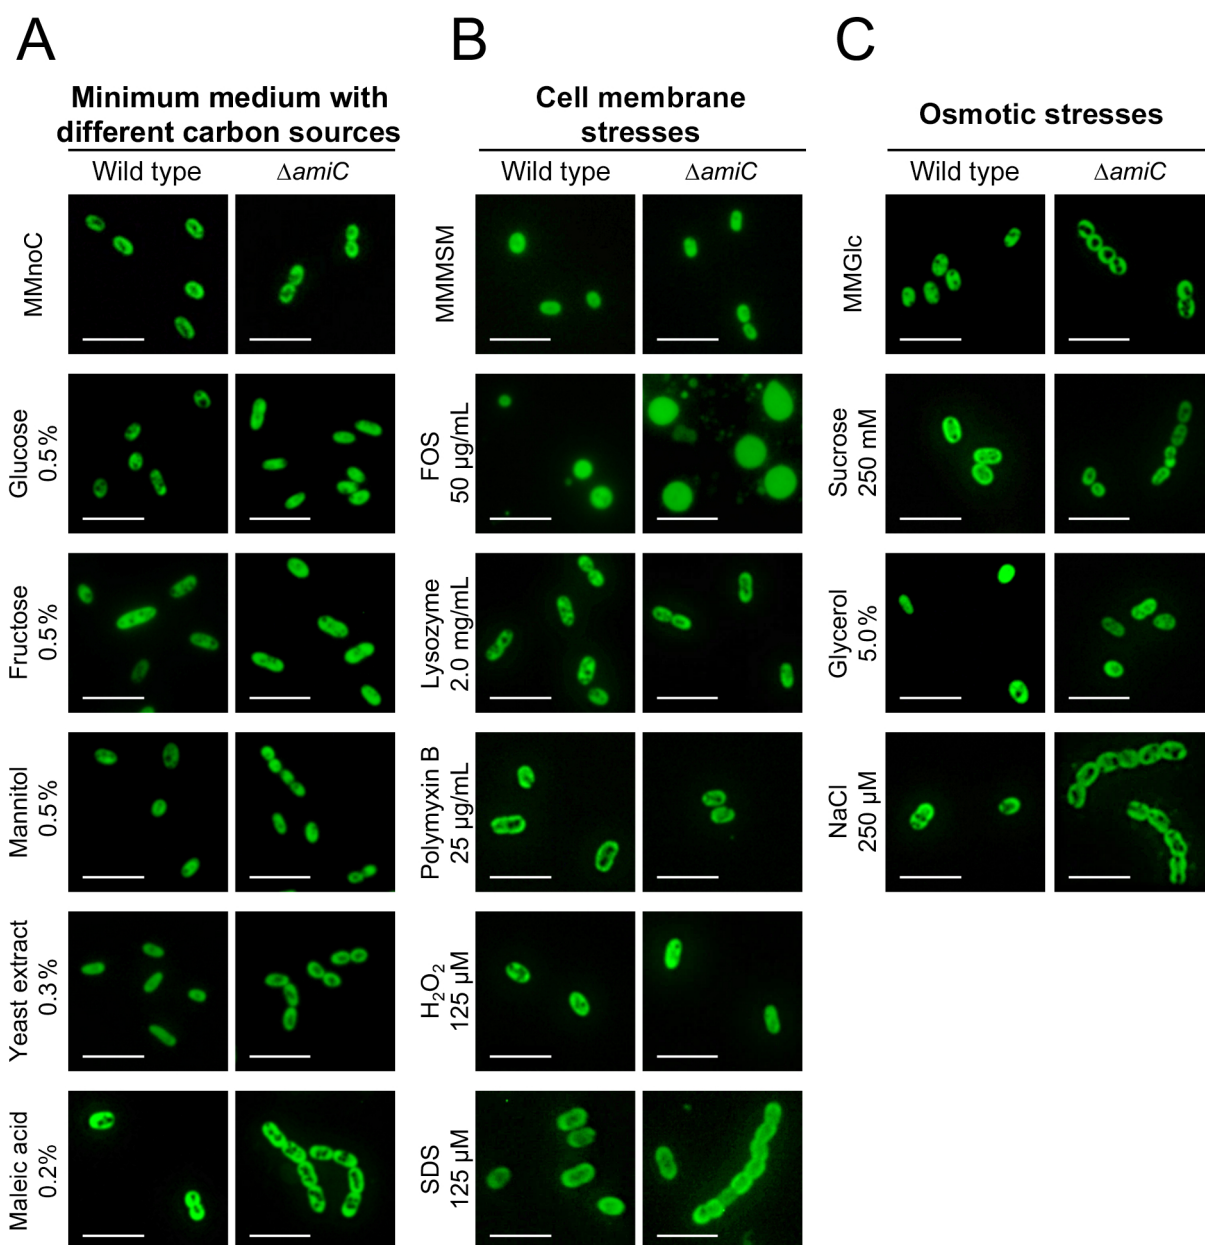 A
B
C
Minimum medium with
different carbon sources
Cell membrane
stresses
Osmotic stresses
Wild type
ΔamiC
Wild type
ΔamiC
Wild type
ΔamiC
MMnoC
Glucose
0.5%
Fructose
0.5%
Mannitol
0.5%
Yeast extract
0.3%
Maleic acid
0.2%
MMMSM
FOS
50 µg/mL
Lysozyme
2.0 mg/mL
Polymyxin B
25 µg/mL
H₂O₂
125 µM
SDS
125 µM
MMGlc
Sucrose
250 mM
Glycerol
5.0%
NaCl
250 µM